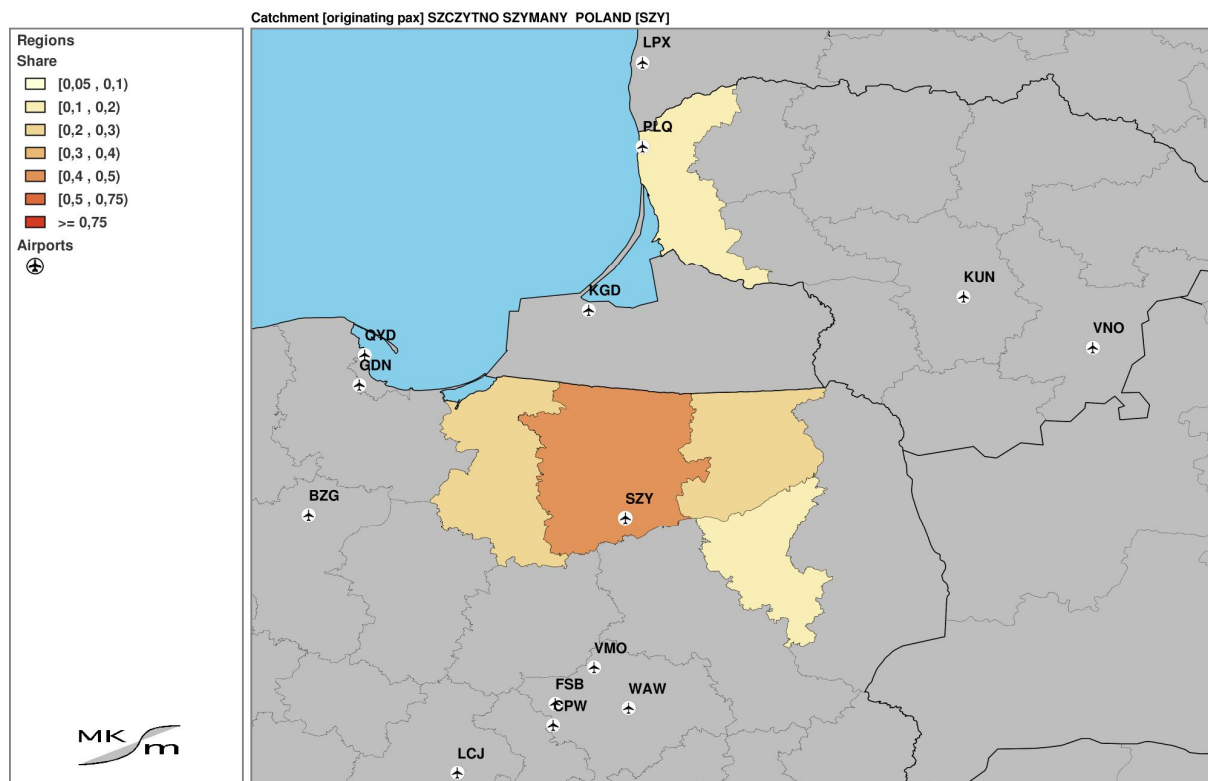 Catchment [originating pax] SZCZYTNO SZYMANY POLAND [SZY]
Regions
Share
[0,05 , 0,1)
[0,1 , 0,2)
[0,2 , 0,3)
[0,3 , 0,4)
[0,4 , 0,5)
[0,5 , 0,75)
>= 0,75
Airports
LPX
PLQ
KUN
KGD
VNO
QYD
GDN
BZG
SZY
VMO
FSB
CPW
WAW
LCJ
MK
m